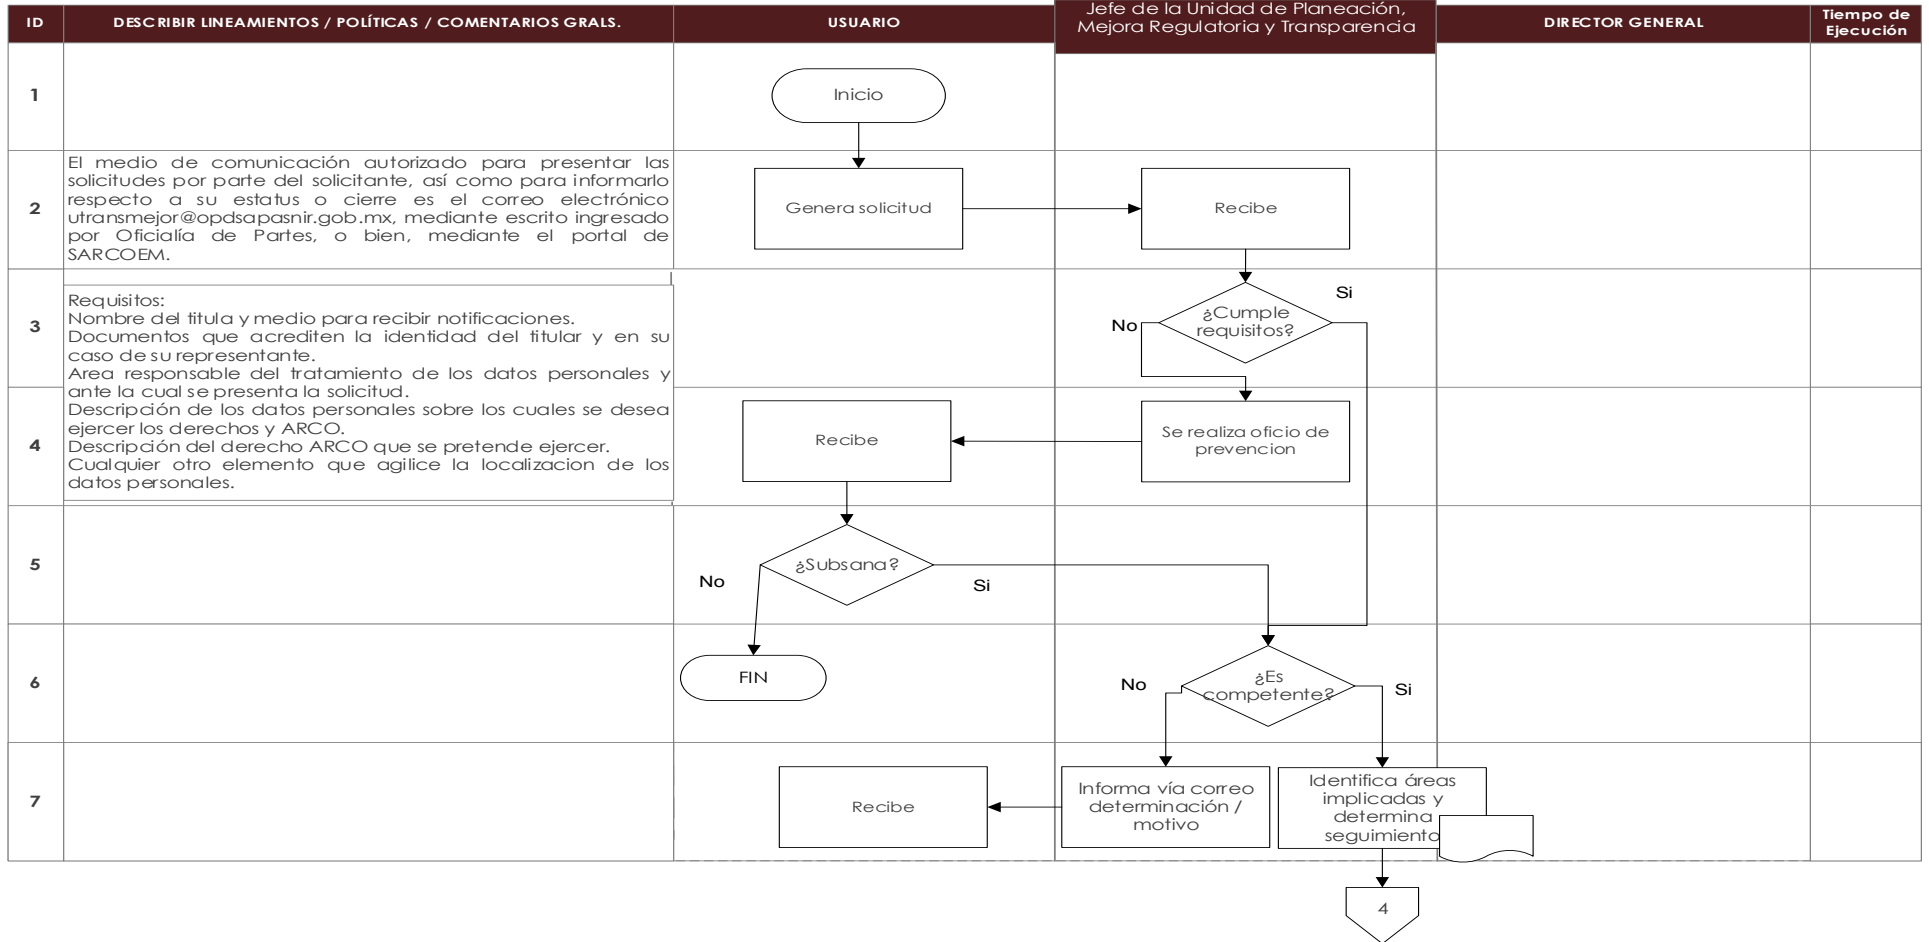 ID
DESCRIBIR LINEAMIENTOS / POLÍTICAS / COMENTARIOS GRALS.
USUARIO
Jefe de la Unidad de Planeación,
Mejora Regulatoria y Transparencia
DIRECTOR GENERAL
Tiempo de
Ejecución
1
Inicio
2
El medio de comunicación autorizado para presentar las
solicitudes por parte del solicitante, así como para informarlo
respecto a su estatus o cierre es el correo electrónico
utransmejor@opdsapasnir.gob.mx, mediante escrito ingresado
por Oficialía de Partes, o bien, mediante el portal de
SARCOEM.
Genera solicitud
Recibe
3
Requisitos:
Nombre del titula y medio para recibir notificaciones.
Documentos que acrediten la identidad del titular y en su
caso de su representante.
Area responsable del tratamiento de los datos personales y
ante la cual se presenta la solicitud.
Descripción de los datos personales sobre los cuales se desea
ejercer los derechos y ARCO.
Descripción del derecho ARCO que se pretende ejercer.
Cualquier otro elemento que agilice la localizacion de los
datos personales.
No
¿Cumple
requisitos?
Si
4
Recibe
Se realiza oficio de
prevencion
5
No
¿Subsana?
Si
6
FIN
No
¿Es
competente?
Si
7
Recibe
Informa vía correo
determinación /
motivo
Identifica áreas
implicadas y
determina
seguimiento
4